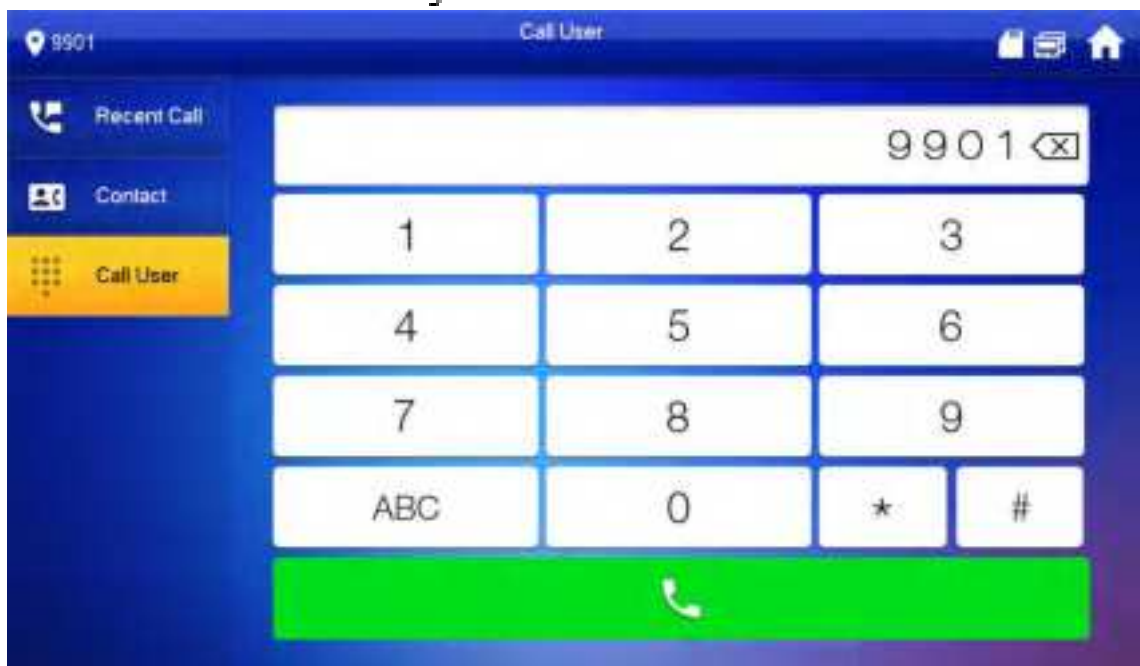 9901 Call User
Recent Call
Contact
Call User
9901
1 2 3
4 5 6
7 8 9
ABC 0 * #